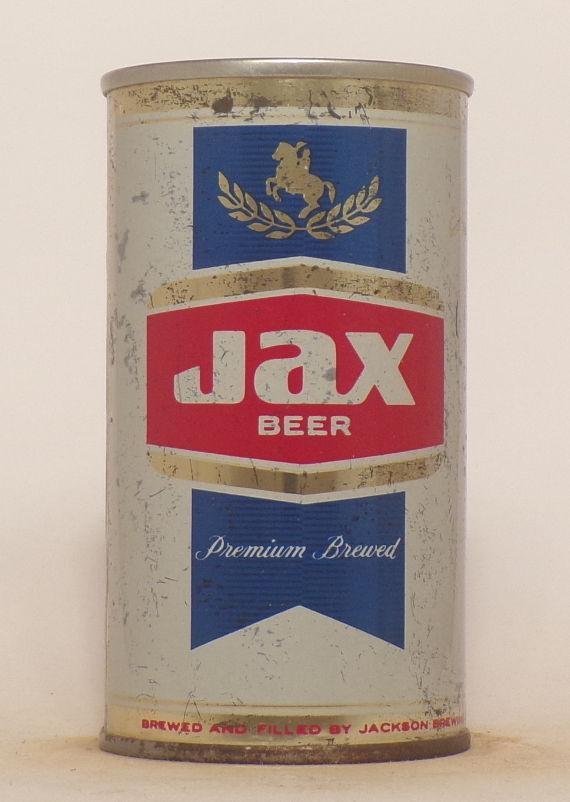 Jax
BEER
Premium Brewed
BREWED AND FILLED BY JACKSON